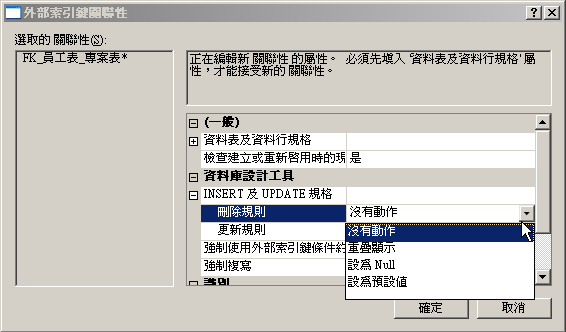 外部索引鍵關聯性
選取的 關聯性(S):
FK_員工表_專案表*
正在編輯新 關聯性 的屬性。 必須先填入 '資料表及資料行規格' 屬
性，才能接受新的 關聯性。
(一般)
資料表及資料行規格
檢查建立或重新啓用時的現 是
資料庫設計工具
INSERT 及 UPDATE 規格
刪除規則 沒有動作
更新規則
強制使用外部索引鍵條件約
強制複寫
識別
沒有動作
重疊顯示
設爲 Null
設爲預設值
確定
取消